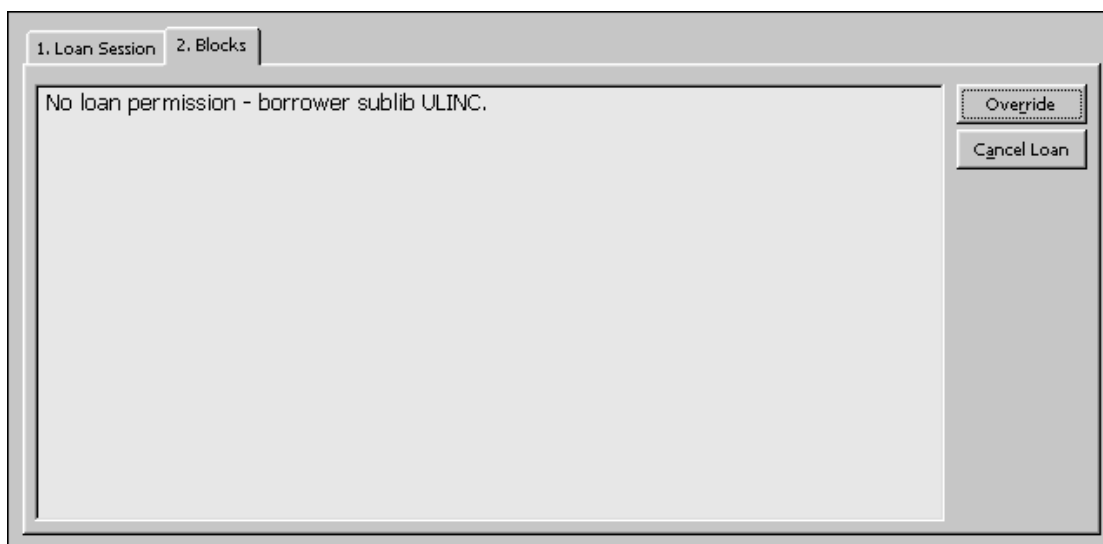 1. Loan Session
2. Blocks
No loan permission - borrower sublib ULINC.
Override
Cancel Loan